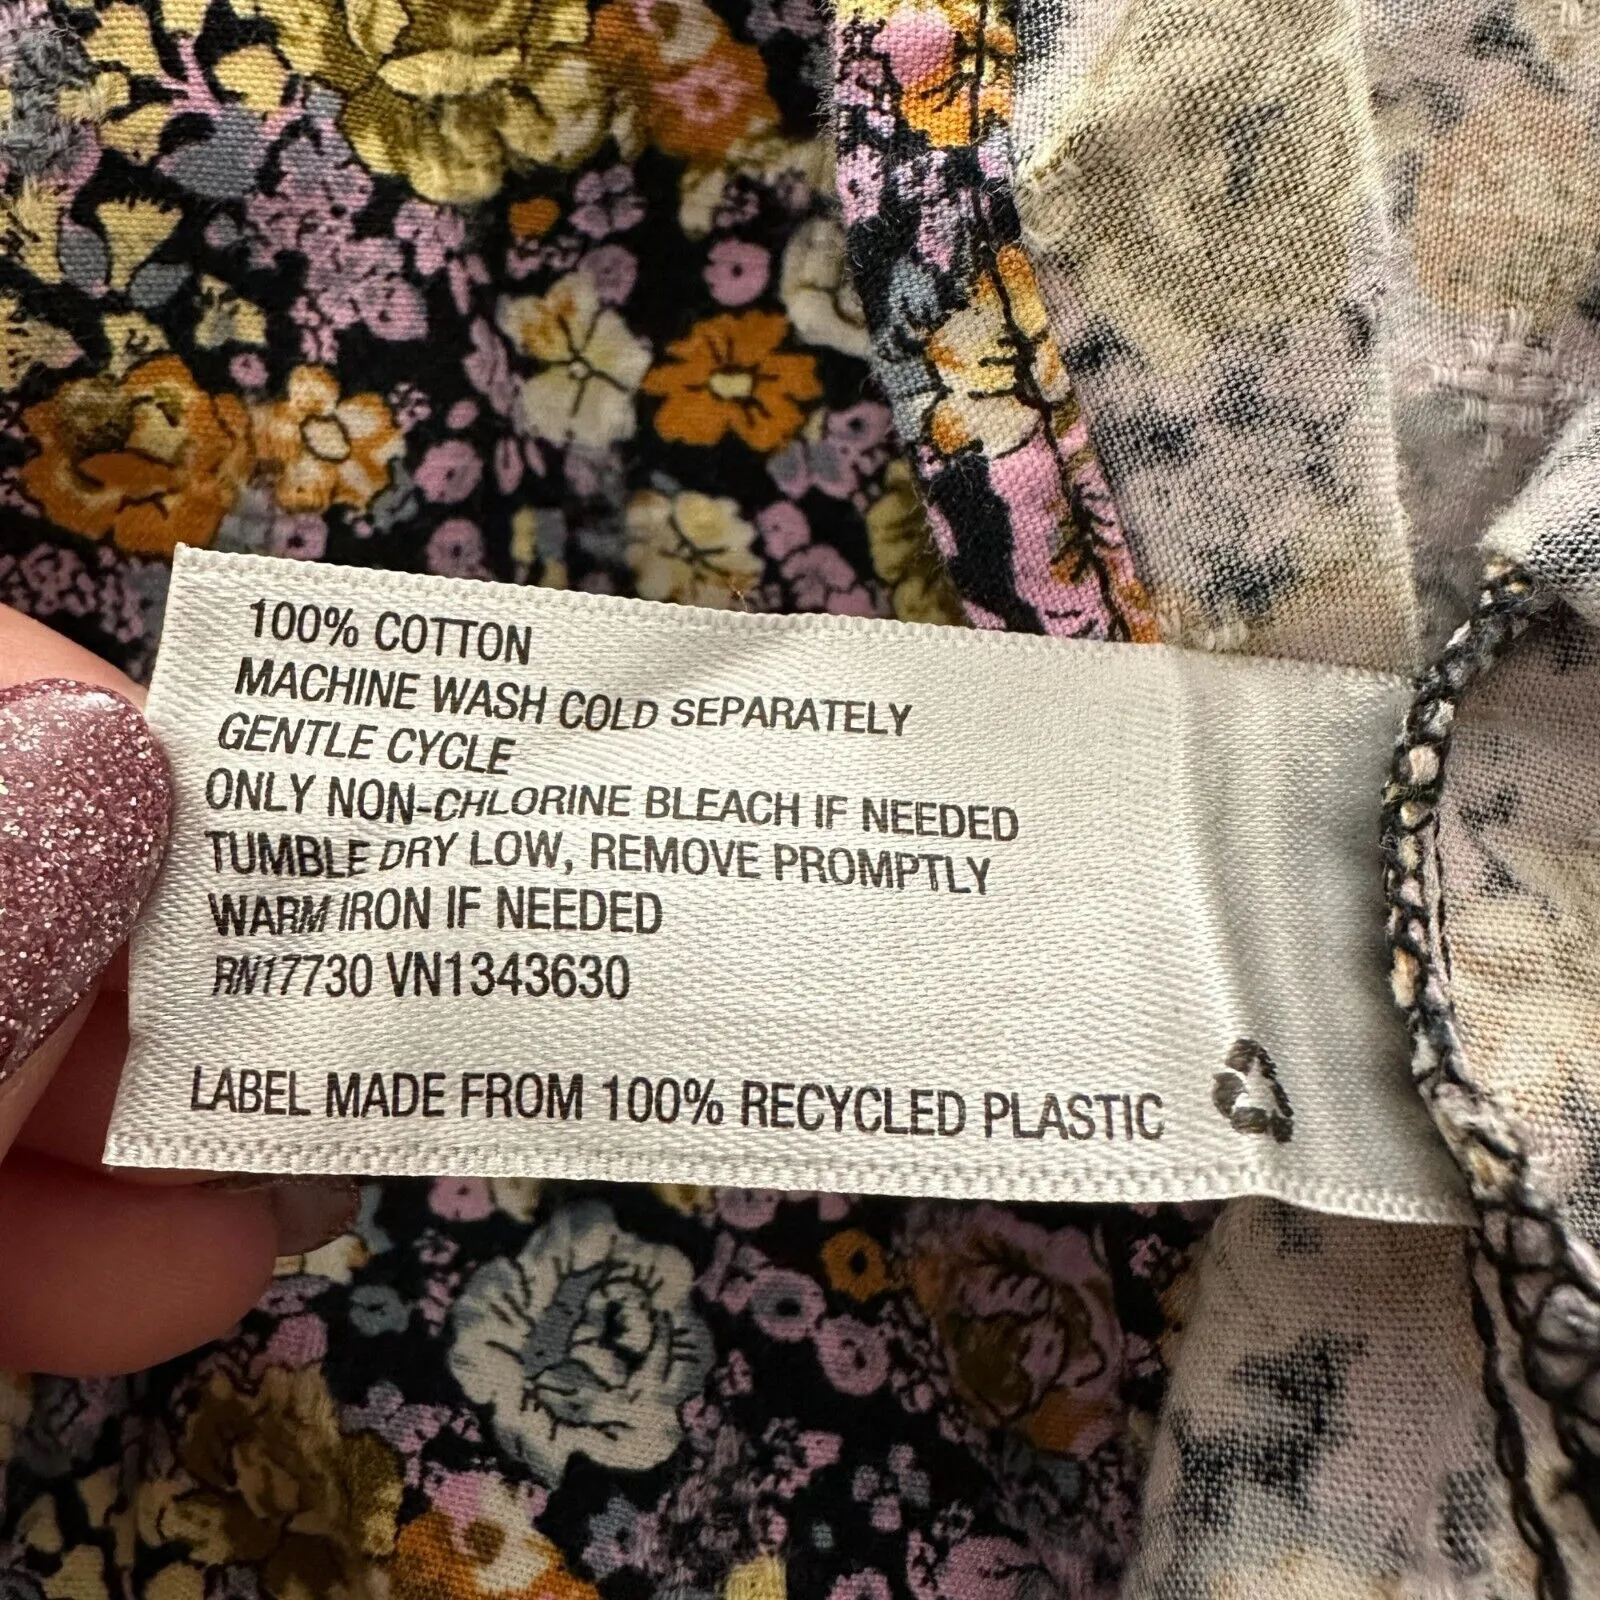 100% COTTON
MACHINE WASH COLD SEPARATELY
GENTLE CYCLE
ONLY NON-CHLORINE BLEACH IF NEEDED
TUMBLE DRY LOW, REMOVE PROMPTLY
WARM IRON IF NEEDED
RN17730 VN1343630
LABEL MADE FROM 100% RECYCLED PLASTIC